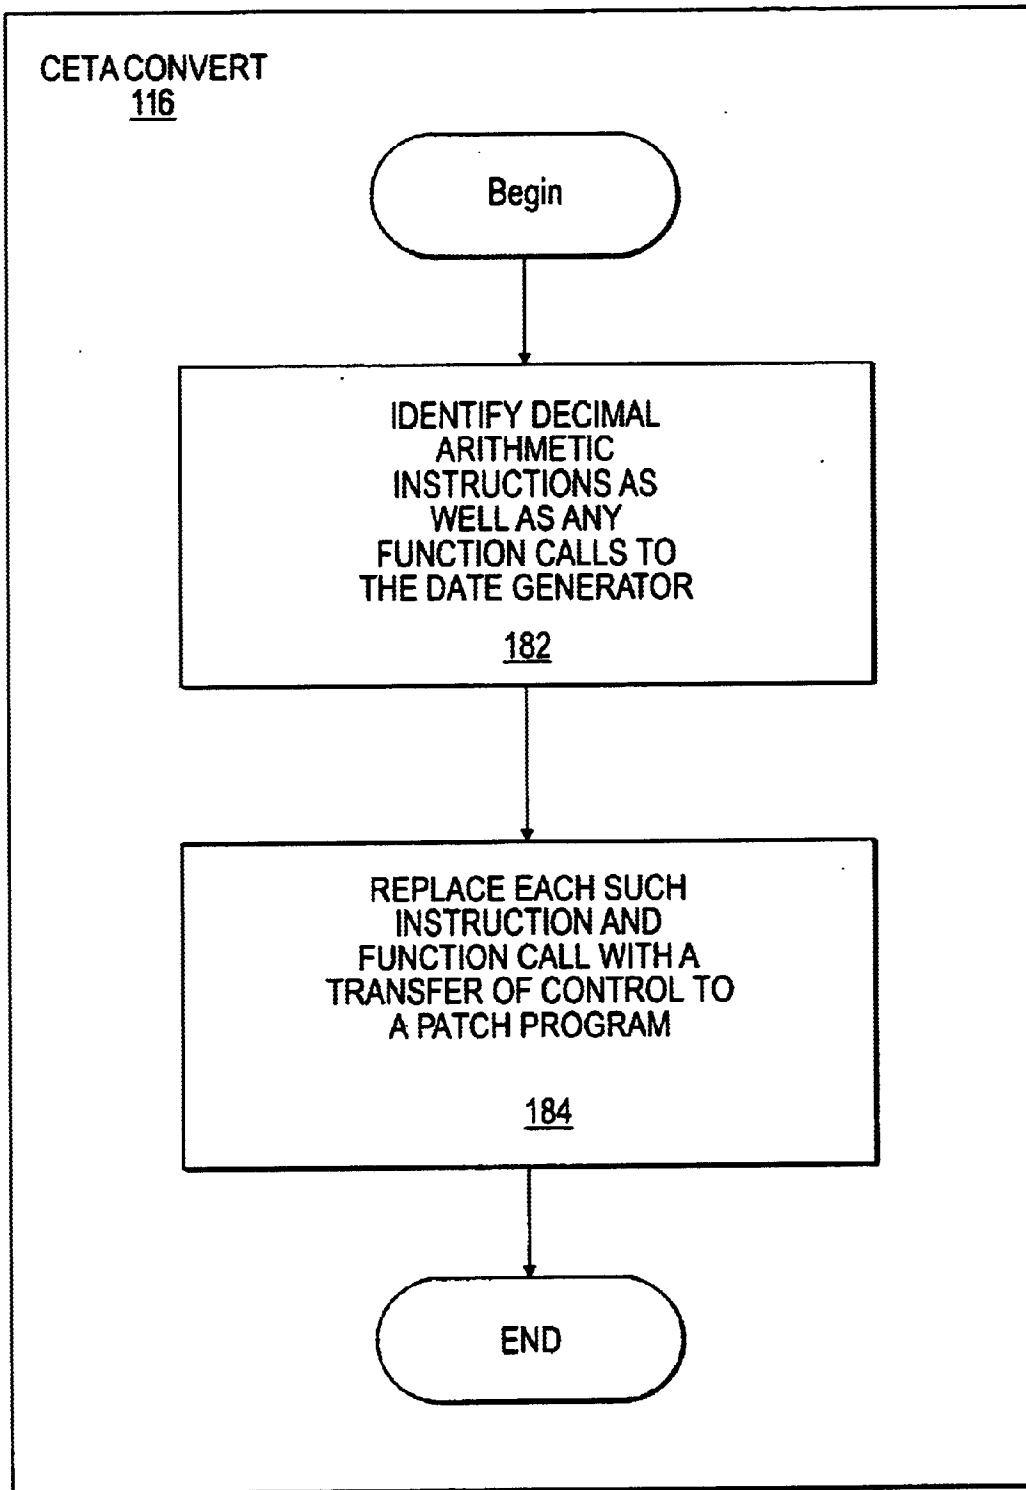 CETA CONVERT
116
Begin
IDENTIFY DECIMAL
ARITHMETIC
INSTRUCTIONS AS
WELL AS ANY
FUNCTION CALLS TO
THE DATE GENERATOR
182
REPLACE EACH SUCH
INSTRUCTION AND
FUNCTION CALL WITH A
TRANSFER OF CONTROL TO
A PATCH PROGRAM
184
END